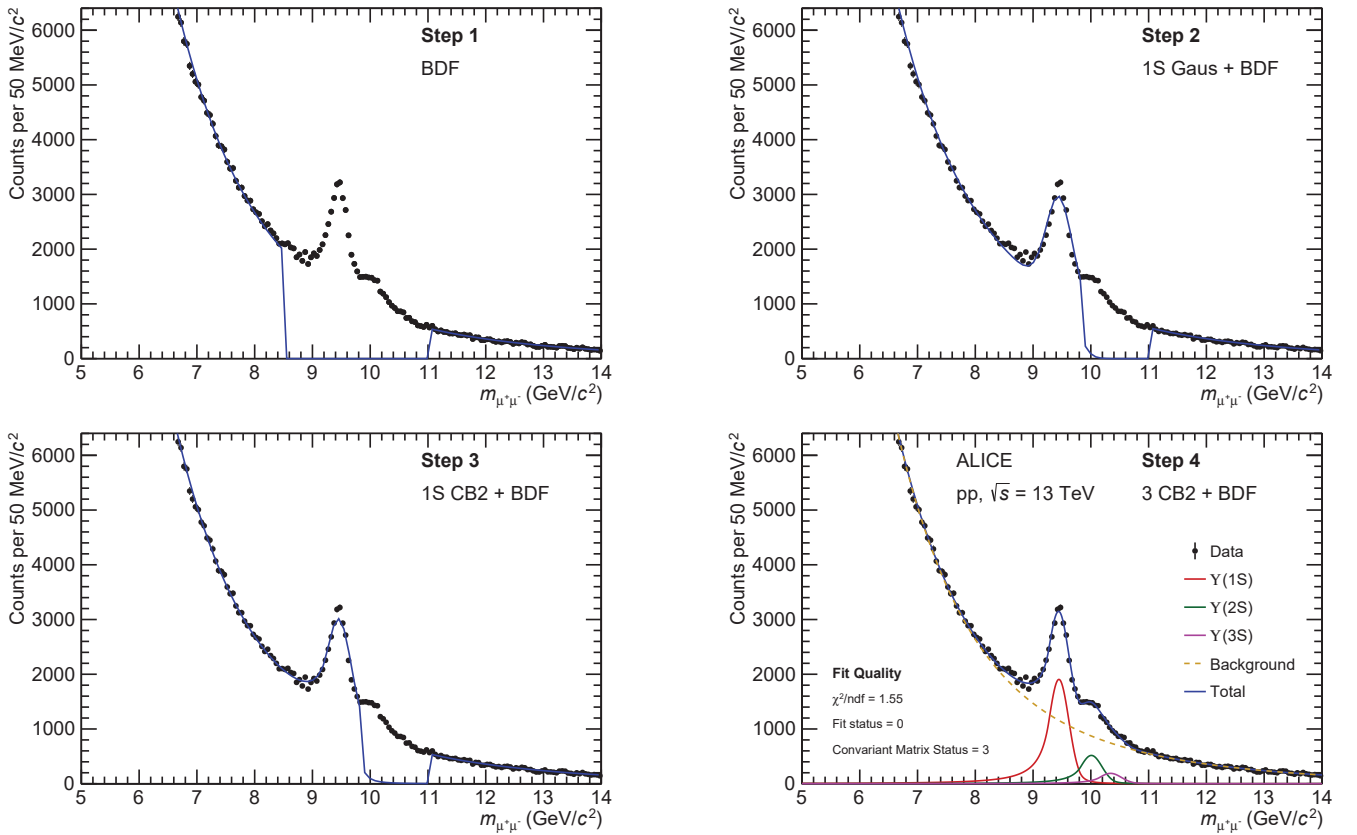 Counts per 50 MeV/c²
6000
5000
4000
3000
2000
1000
0
Step 1
BDF
5 6 7 8 9 10 11 12 13 14
m_μ⁺μ⁻ (GeV/c²)
Counts per 50 MeV/c²
6000
5000
4000
3000
2000
1000
0
Step 2
1S Gaus + BDF
5 6 7 8 9 10 11 12 13 14
m_μ⁺μ⁻ (GeV/c²)
Counts per 50 MeV/c²
6000
5000
4000
3000
2000
1000
0
Step 3
1S CB2 + BDF
5 6 7 8 9 10 11 12 13 14
m_μ⁺μ⁻ (GeV/c²)
Counts per 50 MeV/c²
6000
5000
4000
3000
2000
1000
0
ALICE
pp, √s = 13 TeV
Step 4
3 CB2 + BDF
Data
ϒ(1S)
ϒ(2S)
ϒ(3S)
Background
Total
Fit Quality
χ²/ndf = 1.55
Fit status = 0
Convariant Matrix Status = 3
5 6 7 8 9 10 11 12 13 14
m_μ⁺μ⁻ (GeV/c²)